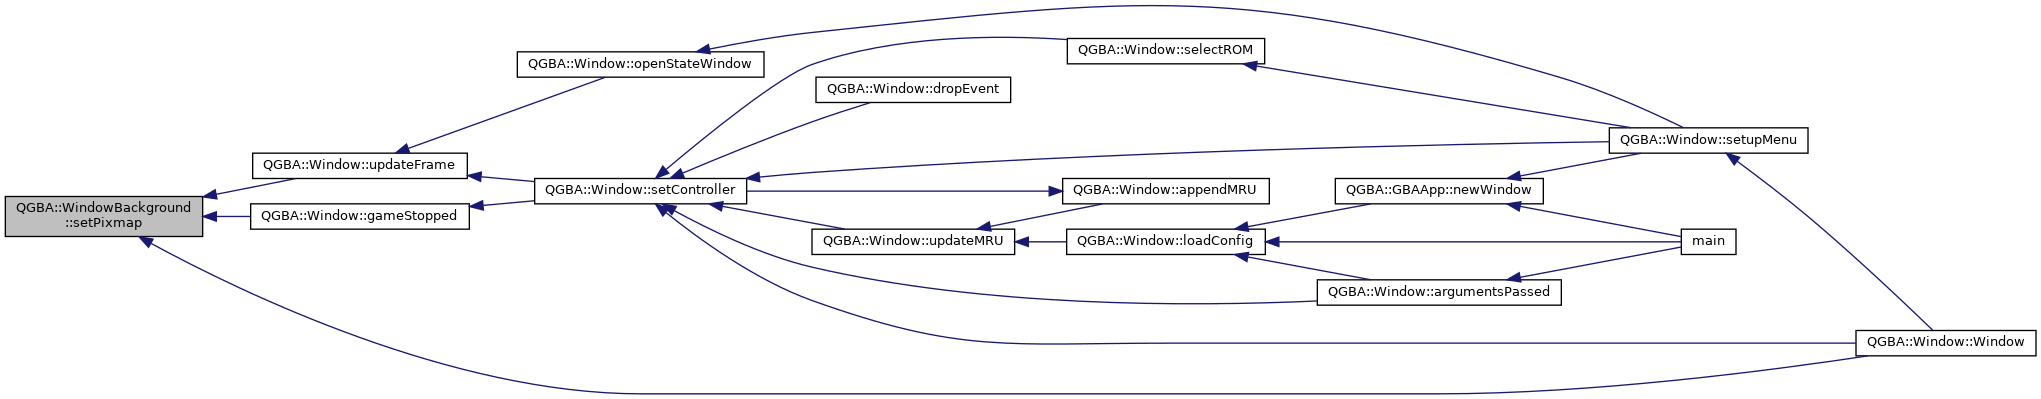 QGBA::WindowBackground
::setPixmap
QGBA::Window::updateFrame
QGBA::Window::gameStopped
QGBA::Window::openStateWindow
QGBA::Window::setController
QGBA::Window::dropEvent
QGBA::Window::updateMRU
QGBA::Window::selectROM
QGBA::Window::appendMRU
QGBA::Window::loadConfig
QGBA::GBAApp::newWindow
QGBA::Window::argumentsPassed
QGBA::Window::setupMenu
main
QGBA::Window::Window